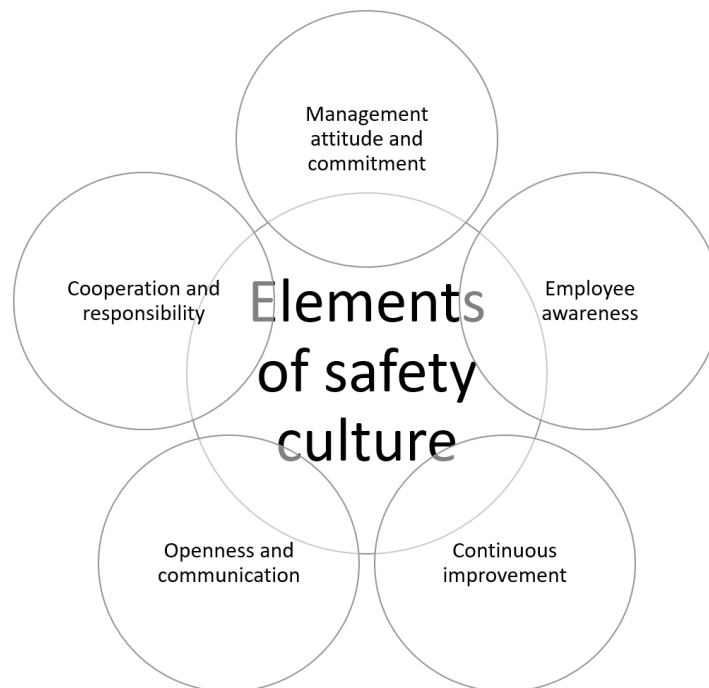 Management
attitude and
commitment
Cooperation and
responsibility
Elements
of safety
culture
Employee
awareness
Openness and
communication
Continuous
improvement